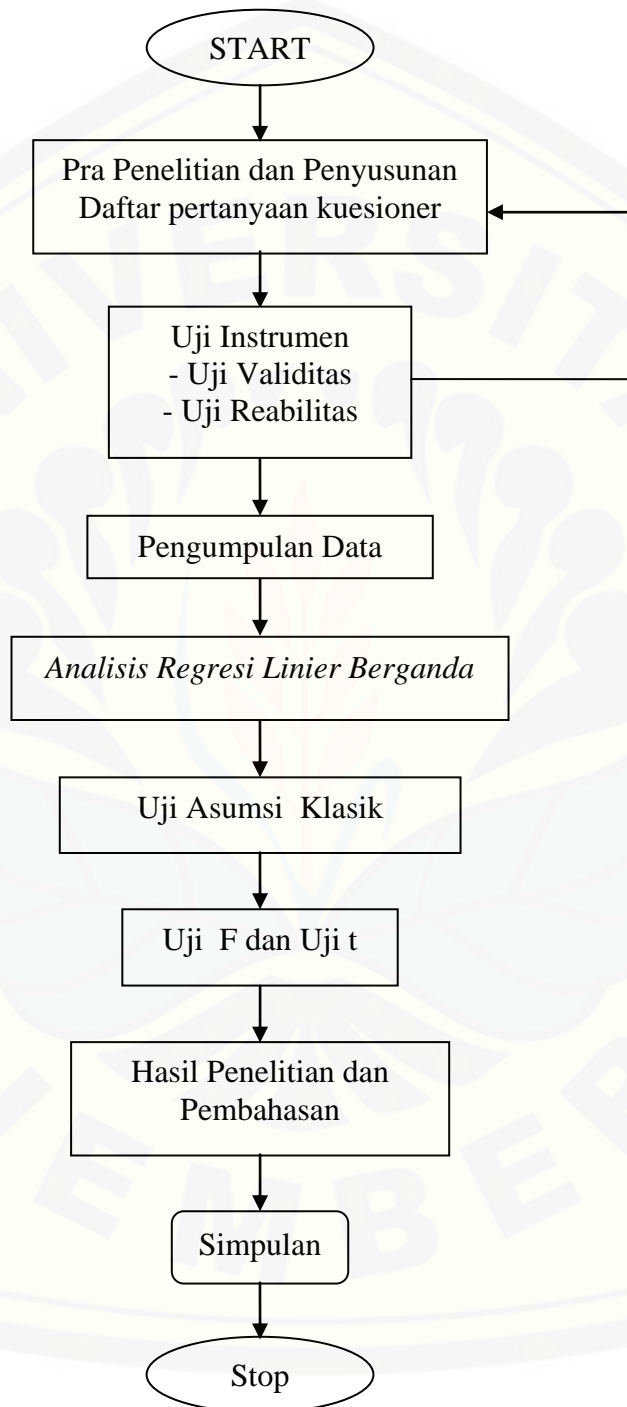 START
Pra Penelitian dan Penyusunan
Daftar pertanyaan kuesioner
Uji Instrumen
- Uji Validitas
- Uji Reabilitas
Pengumpulan Data
Analisis Regresi Linier Berganda
Uji Asumsi Klasik
Uji F dan Uji t
Hasil Penelitian dan
Pembahasan
Simpulan
Stop